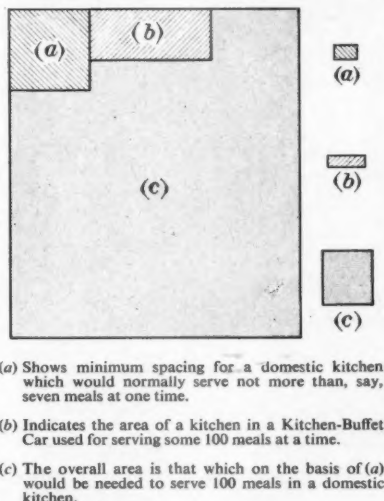 (a)
(b)
(c)
(a)
(b)
(c)
(a) Shows minimum spacing for a domestic kitchen
which would normally serve not more than, say,
seven meals at one time.
(b) Indicates the area of a kitchen in a Kitchen-Buffet
Car used for serving some 100 meals at a time.
(c) The overall area is that which on the basis of (a)
would be needed to serve 100 meals in a domestic
kitchen.